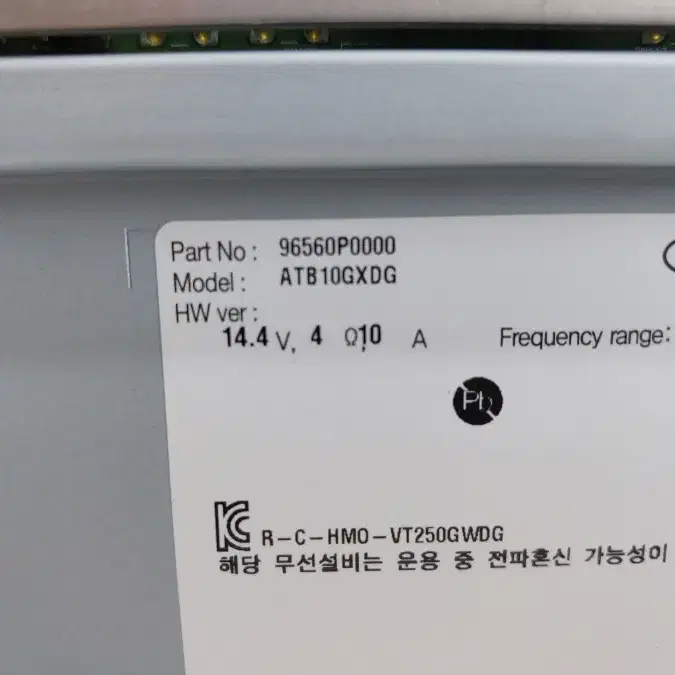 Part No : 96560P0000
Model : ATB10GXDG
HW ver :
14.4 V, 4 Ω, 10 A Frequency range:
Pb
R-C-HMO-VT250GWDG
해당 무선설비는 운용 중 전파혼신 가능성이